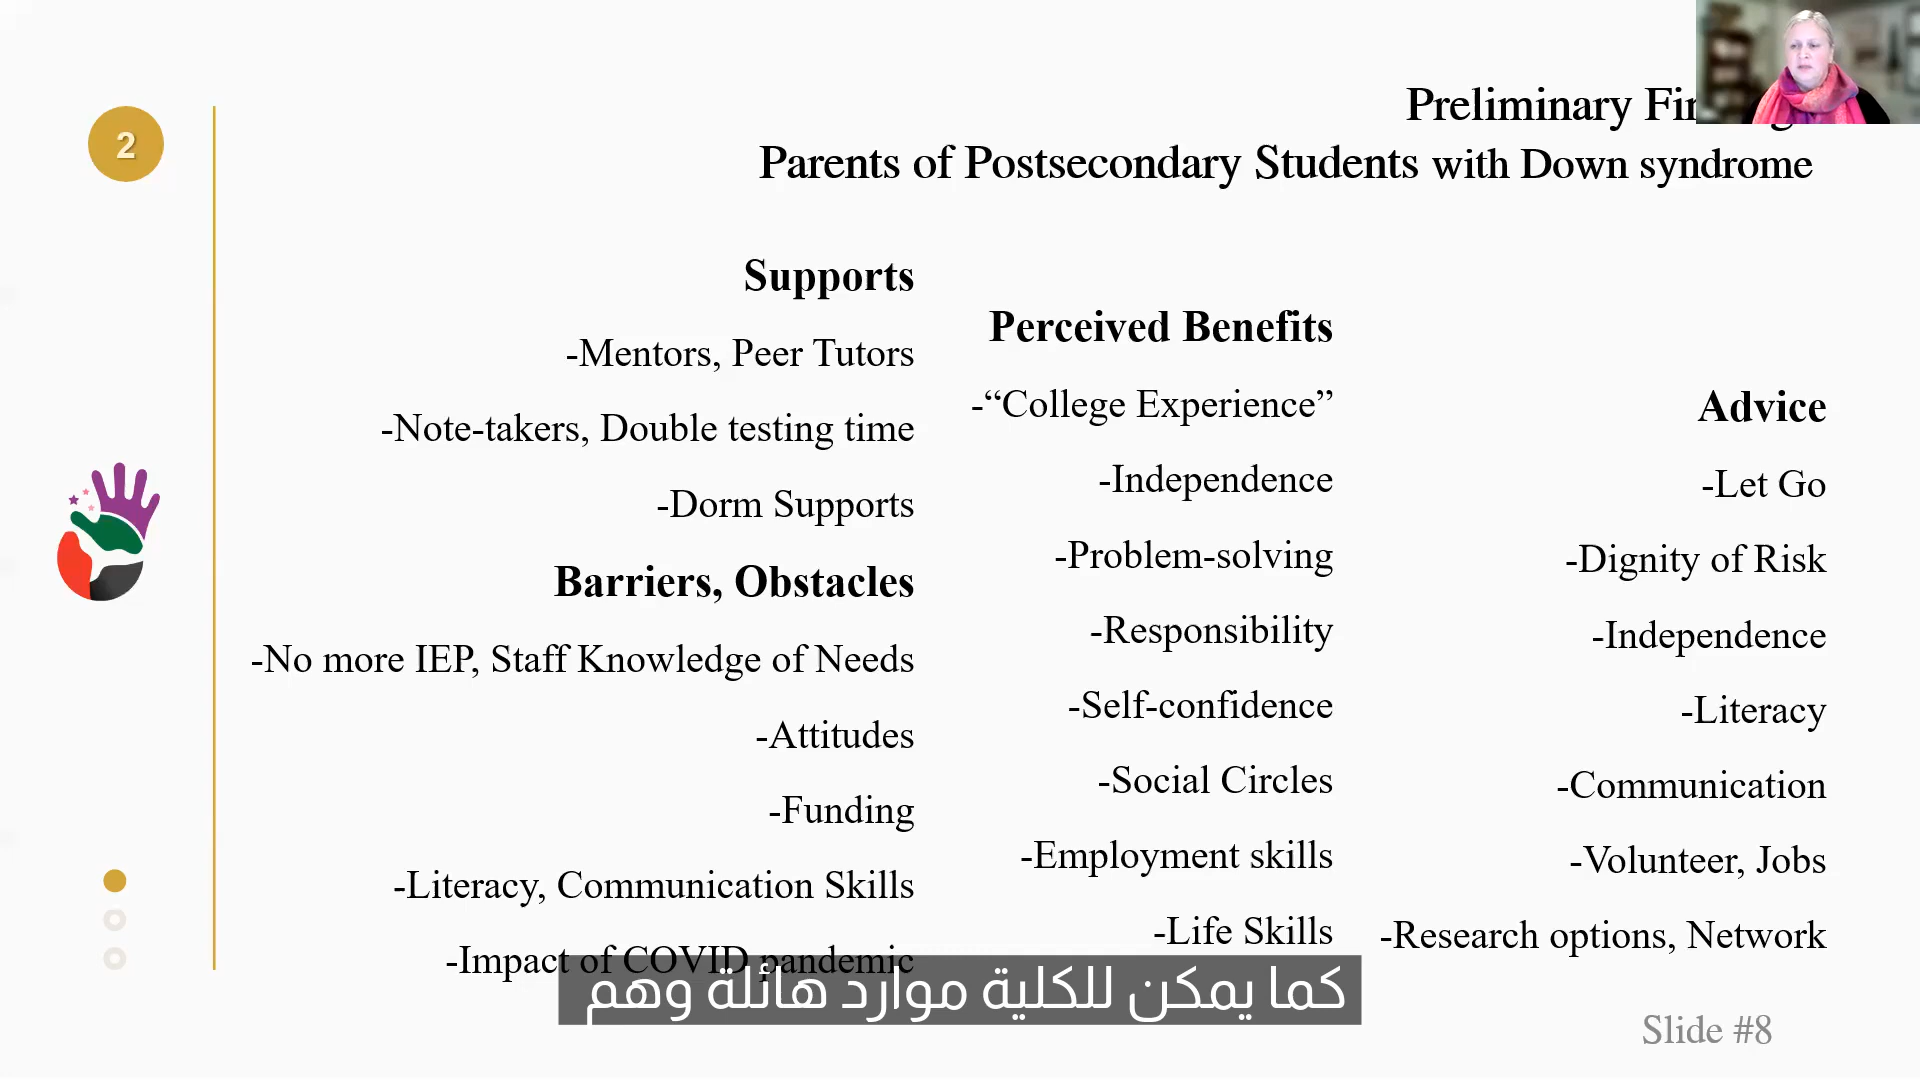 2
Preliminary
Parents of Postsecondary Students with Down syndrome
Supports
-Mentors, Peer Tutors
-Note-takers, Double testing time
-Dorm Supports
Barriers, Obstacles
-No more IEP, Staff Knowledge of Needs
-Attitudes
-Funding
-Literacy, Communication Skills
-Impact of COVID pandemic
Perceived Benefits
-“College Experience”
-Independence
-Problem-solving
-Responsibility
-Self-confidence
-Social Circles
-Employment skills
-Life Skills
Advice
-Let Go
-Dignity of Risk
-Independence
-Literacy
-Communication
-Volunteer, Jobs
-Research options, Network
كما يمكن للكلية موارد هائلة وهم
Slide #8